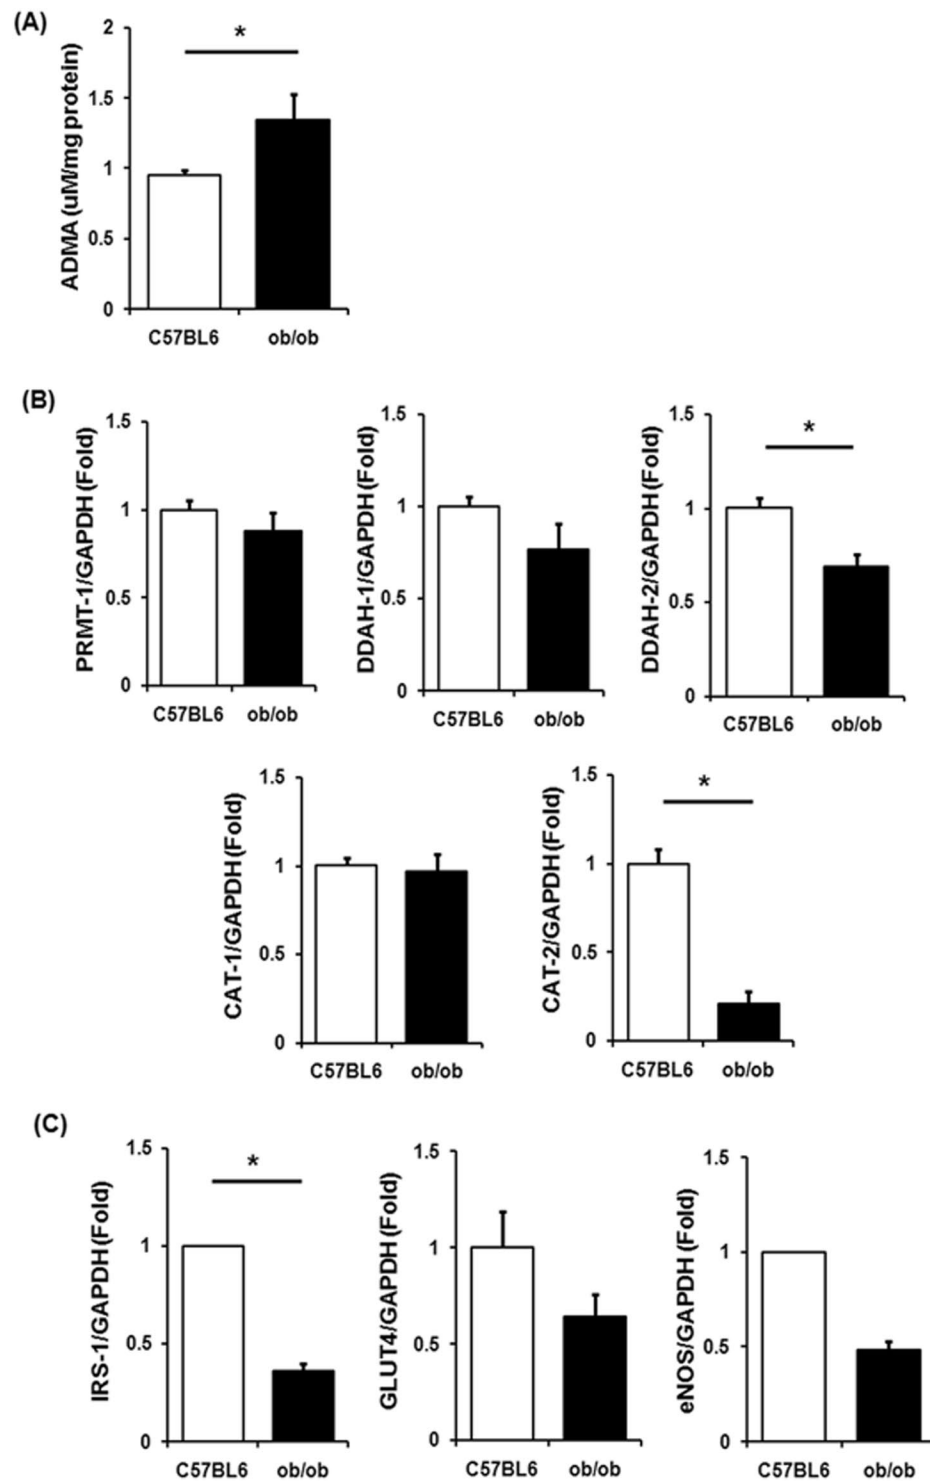 (A)
ADMA (uM/mg protein)
2
1.5
1
0.5
0
*
C57BL6 ob/ob
(B)
PRMT-1/GAPDH (Fold)
1.5
1
0.5
0
C57BL6 ob/ob
DDAH-1/GAPDH (Fold)
1.5
1
0.5
0
C57BL6 ob/ob
DDAH-2/GAPDH (Fold)
1.5
1
0.5
0
*
C57BL6 ob/ob
CAT-1/GAPDH (Fold)
1.5
1
0.5
0
C57BL6 ob/ob
CAT-2/GAPDH (Fold)
1.5
1
0.5
0
*
C57BL6 ob/ob
(C)
IRS-1/GAPDH (Fold)
1.5
1
0.5
0
*
C57BL6 ob/ob
GLUT4/GAPDH (Fold)
1.5
1
0.5
0
C57BL6 ob/ob
eNOS/GAPDH (Fold)
1.5
1
0.5
0
C57BL6 ob/ob